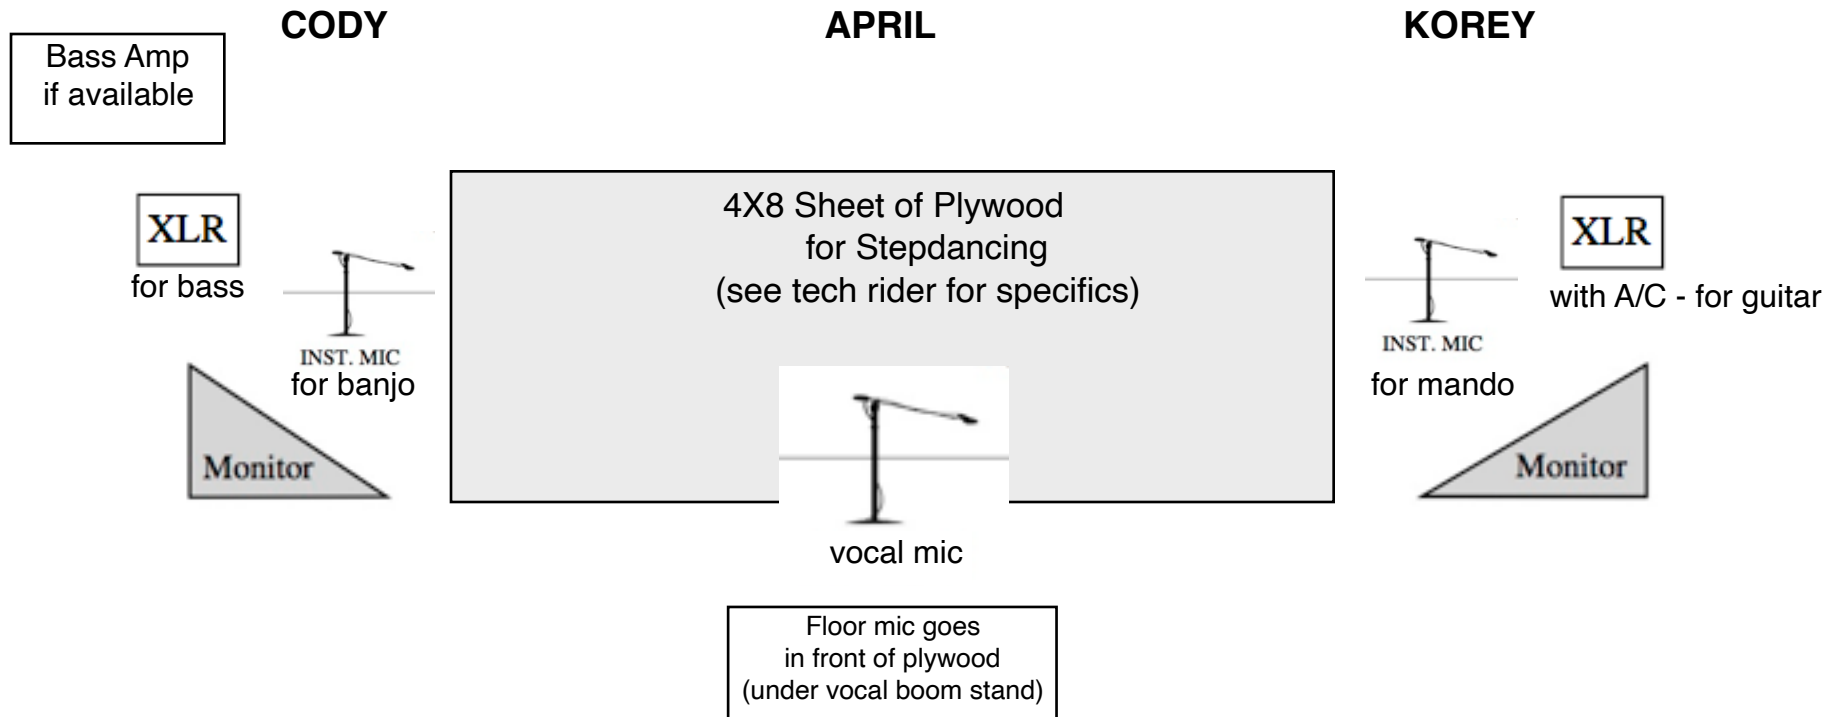 CODY
APRIL
KOREY
Bass Amp
if available
XLR
for bass
INST. MIC
for banjo
Monitor
4X8 Sheet of Plywood
for Stepdancing
(see tech rider for specifics)
vocal mic
Floor mic goes
in front of plywood
(under vocal boom stand)
XLR
with A/C - for guitar
INST. MIC
for mando
Monitor